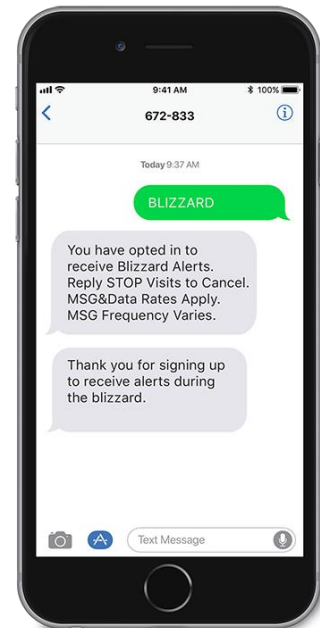 9:41 AM
100%
672-833
Today 9:37 AM
BLIZZARD
You have opted in to
receive Blizzard Alerts.
Reply STOP Visits to Cancel.
MSG&Data Rates Apply.
MSG Frequency Varies.
Thank you for signing up
to receive alerts during
the blizzard.
Text Message